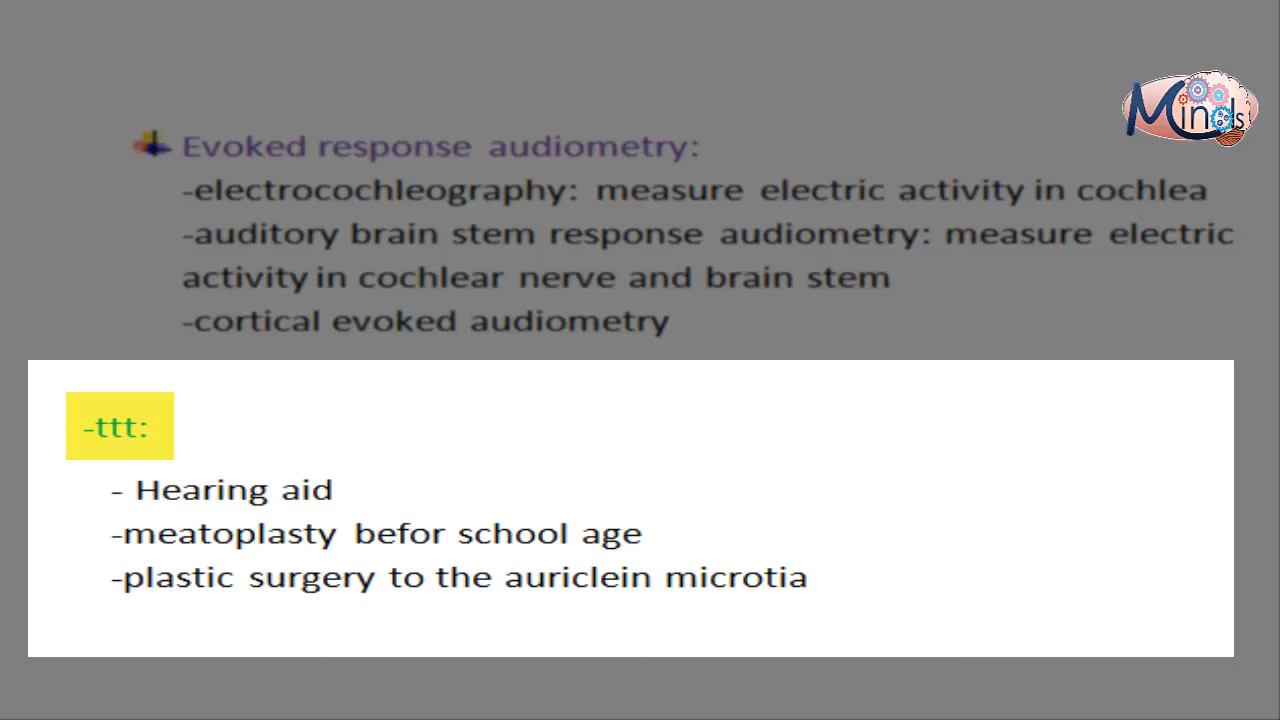 Minds
Evoked response audiometry:
-electrocochleography: measure electric activity in cochlea
-auditory brain stem response audiometry: measure electric
activity in cochlear nerve and brain stem
-cortical evoked audiometry
-ttt:
- Hearing aid
-meatoplasty befor school age
-plastic surgery to the auriclein microtia